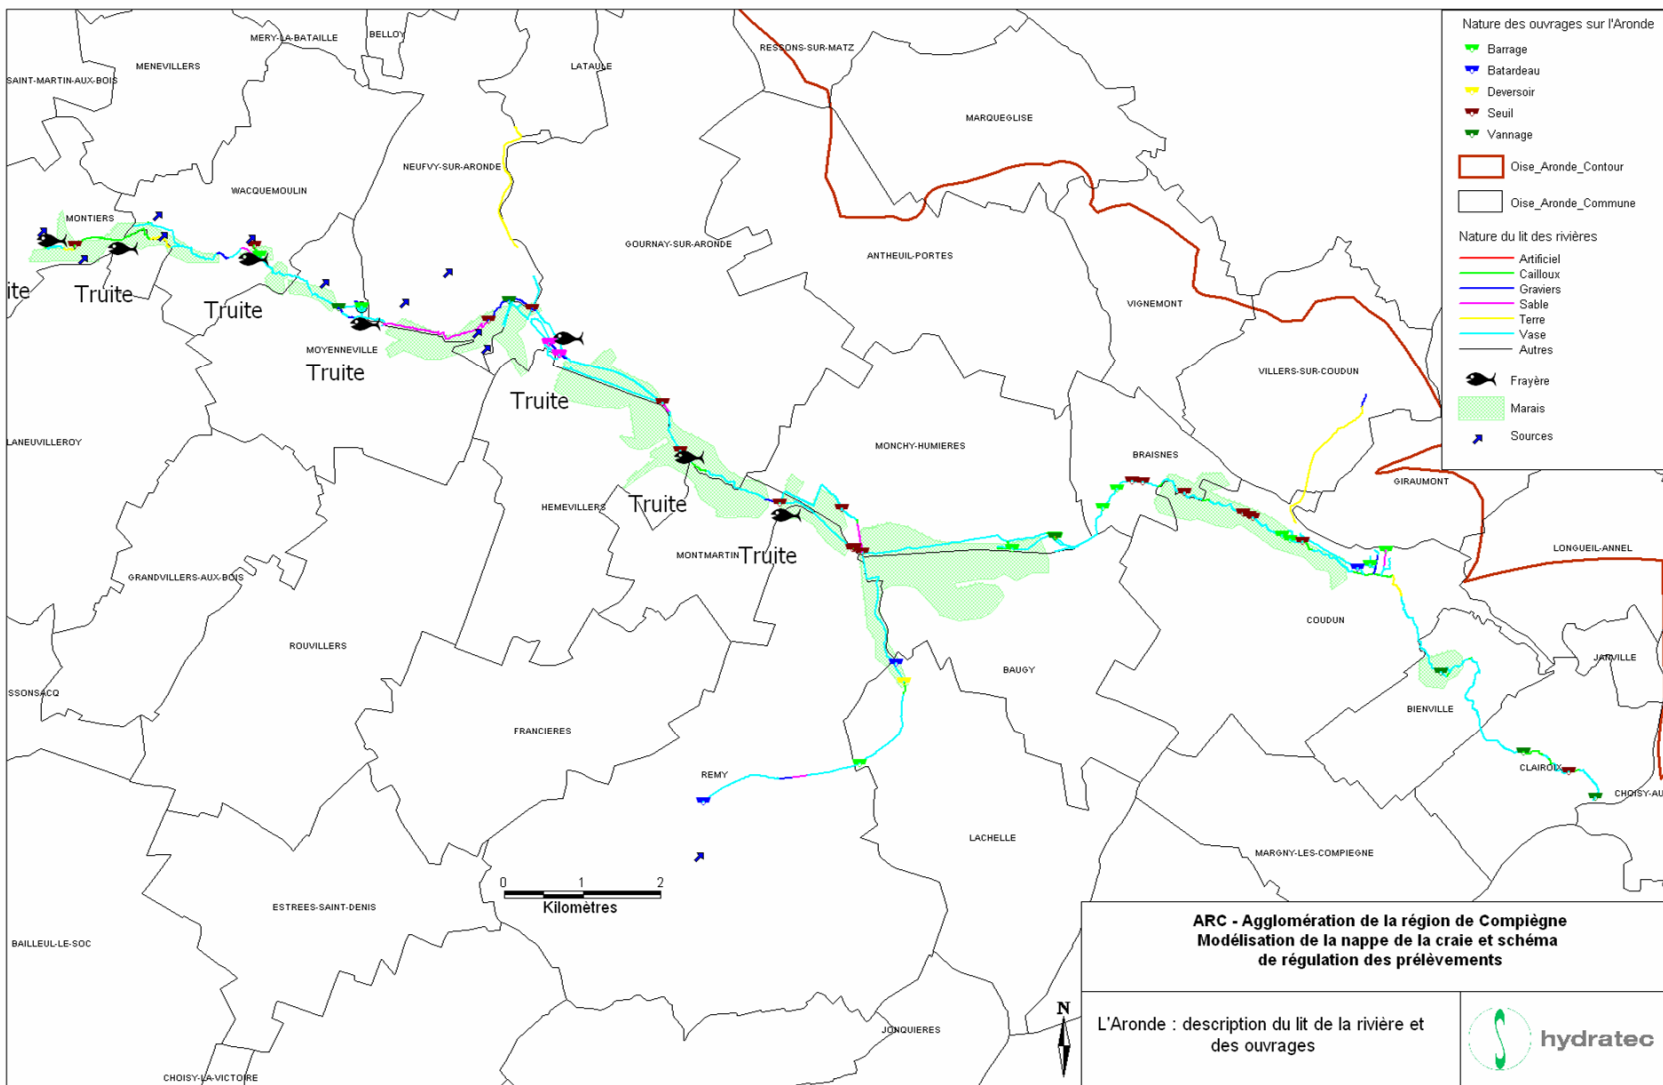 Nature des ouvrages sur l'Aronde
Barrage
Batardeau
Deversoir
Seuil
Vannage
Oise_Aronde_Contour
Oise_Aronde_Commune
Nature du lit des rivières
Artificiel
Cailloux
Graviers
Sable
Terre
Vase
Autres
Frayère
Marais
Sources
BELLOY
MERY-LA-BATAILLE
RESSONS-SUR-MATZ
MENEVILLERS
LATAULE
SAINT-MARTIN-AUX-BOIS
MARQUEGLISE
NEUFVY-SUR-ARONDE
WACQUEMOULIN
MONTIERS
GOURNAY-SUR-ARONDE
ANTHEUIL-PORTES
ite
Truite
Truite
VIGNEMONT
MOYENNEVILLE
Truite
VILLERS-SUR-COUDUN
Truite
LANEUVILLEROY
MONCHY-HUMIERES
BRAISNES
GIRAUMONT
HEMEVILLERS
Truite
MONTMARTIN
Truite
LONGUEIL-ANNEL
GRANDVILLERS-AUX-BOIS
COUDUN
ROUVILLERS
JANVILLE
BAUGY
SSONSACQ
BIENVILLE
FRANCIERES
REMY
CLAIROIX
CHOISY-AU
LACHELLE
MARGNY-LES-COMPIEGNE
0 1 2
Kilomètres
ESTREES-SAINT-DENIS
BAILLEUL-LE-SOC
JONQUIERES
CHOISY-LA-VICTOIRE
N
ARC - Agglomération de la région de Compiègne
Modélisation de la nappe de la craie et schéma
de régulation des prélèvements
L'Aronde : description du lit de la rivière et
des ouvrages
hydratec